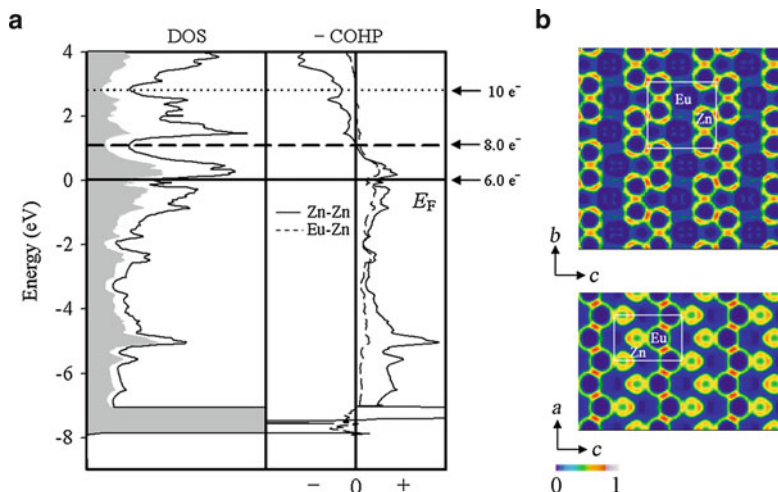 a
b
DOS
− COHP
4
2
0
-2
-4
-6
-8
Energy (eV)
10 e⁻
8.0 e⁻
6.0 e⁻
E_F
Zn-Zn
Eu-Zn
− 0 +
Eu
Zn
b
c
Eu
Zn
a
c
0 1